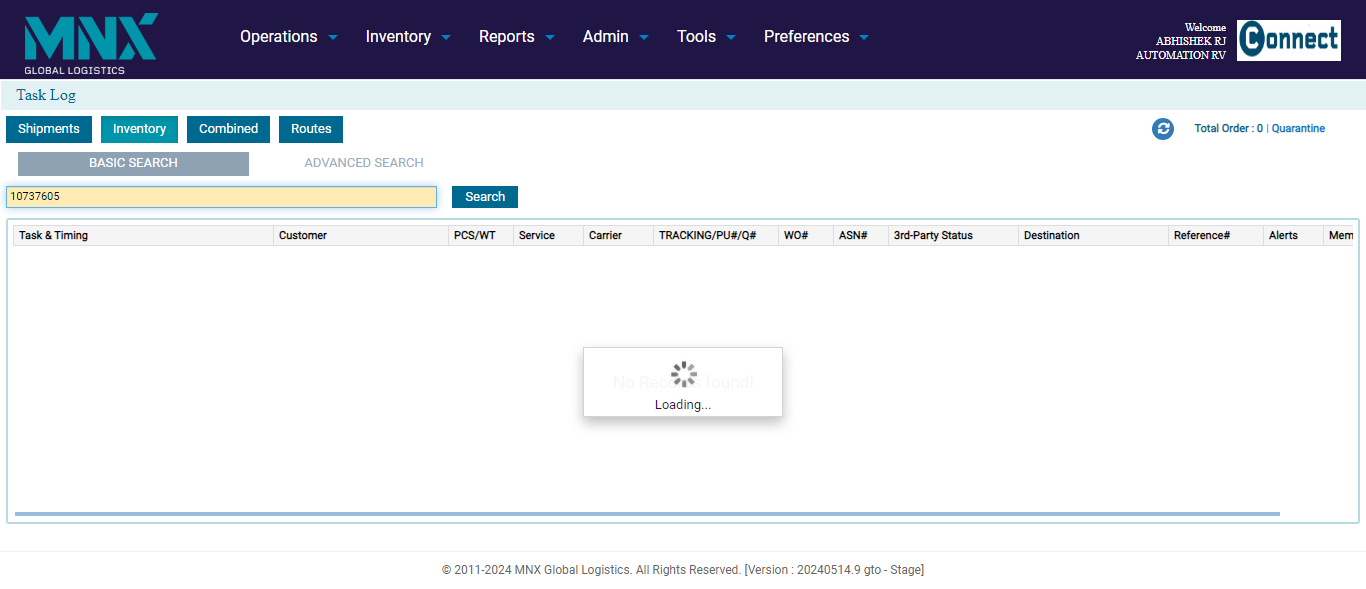 MNX
GLOBAL LOGISTICS
Operations Inventory Reports Admin Tools Preferences
Welcome
ABHISHEK RJ
AUTOMATION RV
Connect
Task Log
Shipments Inventory Combined Routes
Total Order : 0 | Quarantine
BASIC SEARCH ADVANCED SEARCH
10737605 Search
Task & Timing Customer PCS/WT Service Carrier TRACKING/PU#/Q# WO# ASN# 3rd-Party Status Destination Reference# Alerts Mem
No Records found!
Loading...
© 2011-2024 MNX Global Logistics. All Rights Reserved. [Version : 20240514.9 gto - Stage]